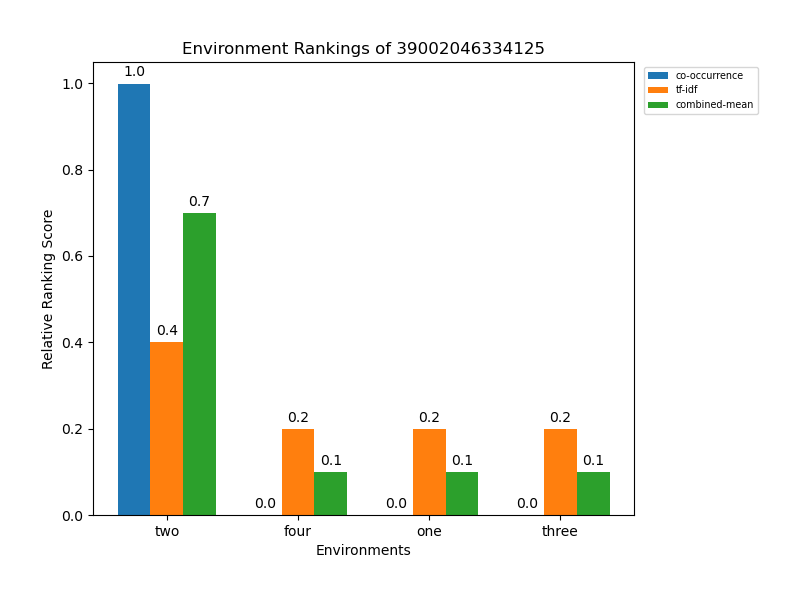 Environment Rankings of 39002046334125
co-occurrence
tf-idf
combined-mean
Relative Ranking Score
1.0
0.8
0.6
0.4
0.2
0.0
1.0
0.4
0.7
0.0
0.2
0.1
0.0
0.2
0.1
0.0
0.2
0.1
two four one three
Environments